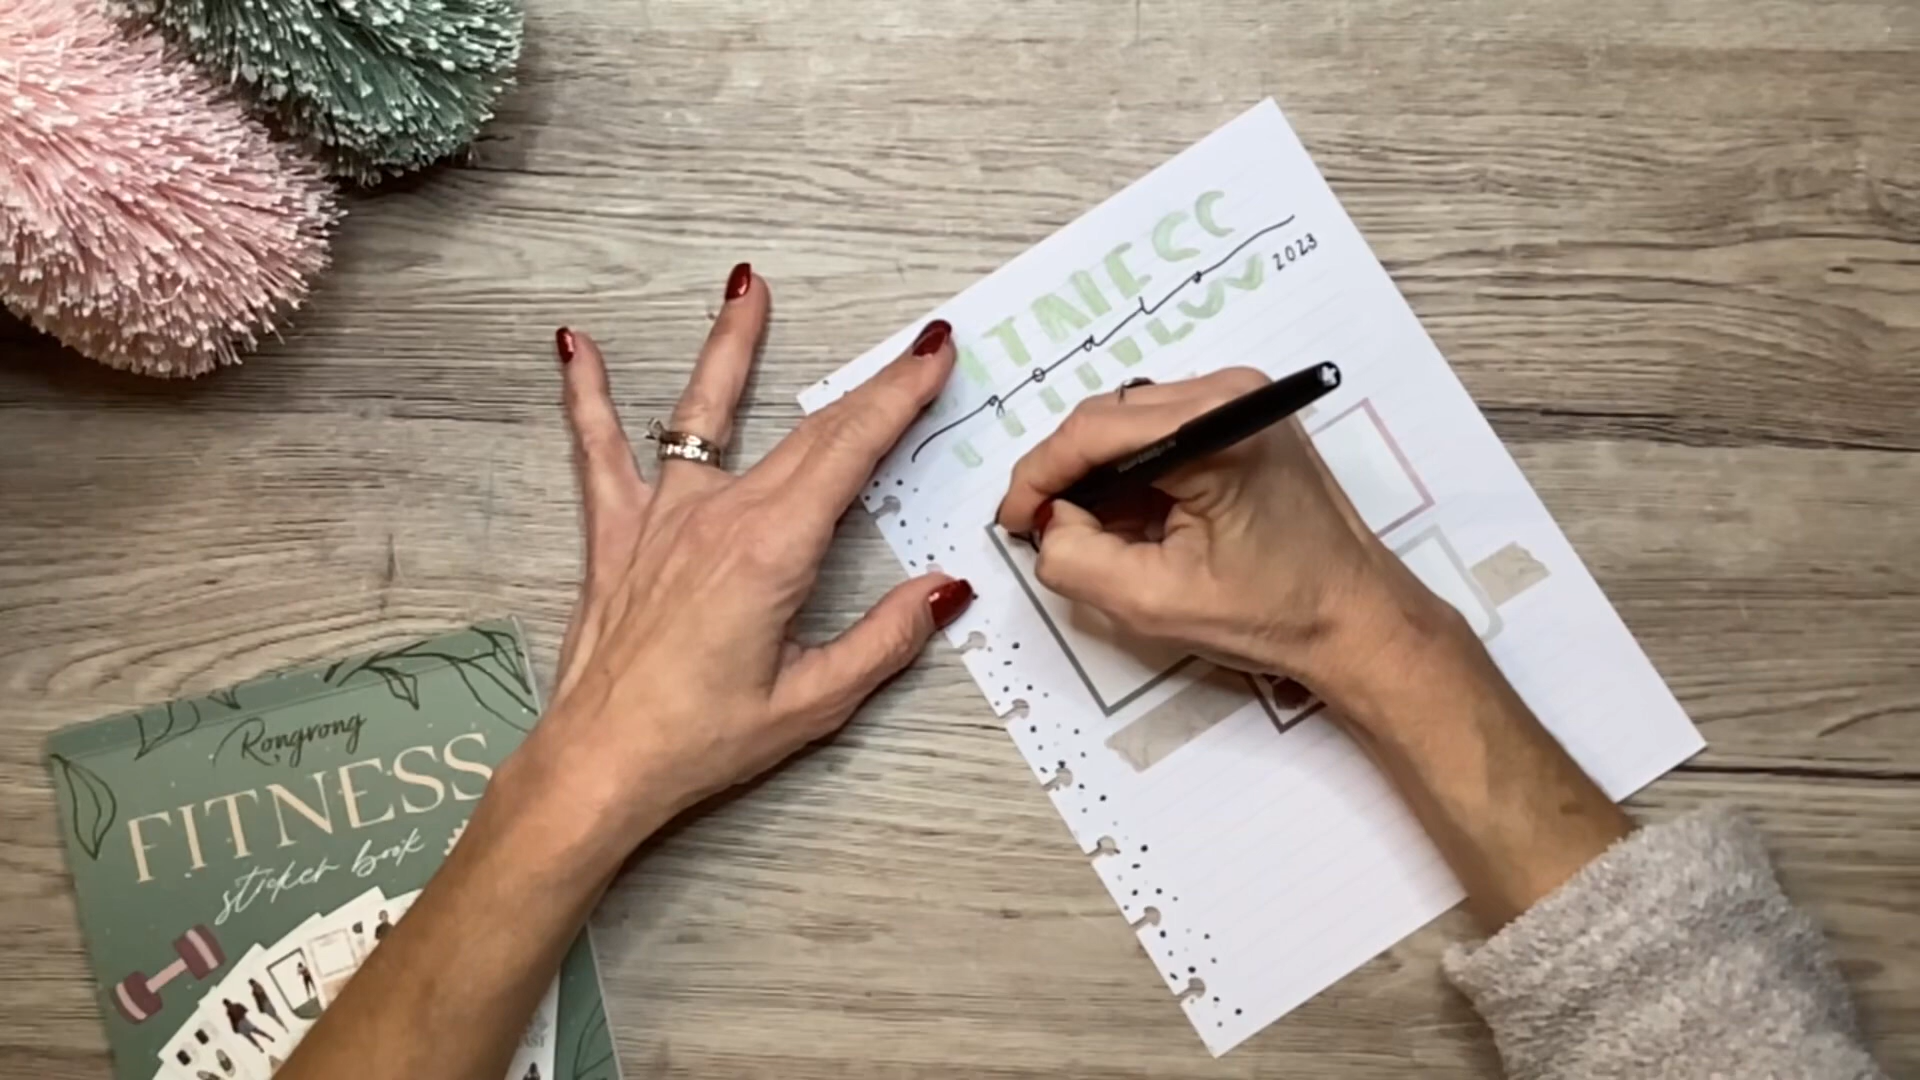 FITNESS
goals
2023
Rongrong
FITNESS
sticker book